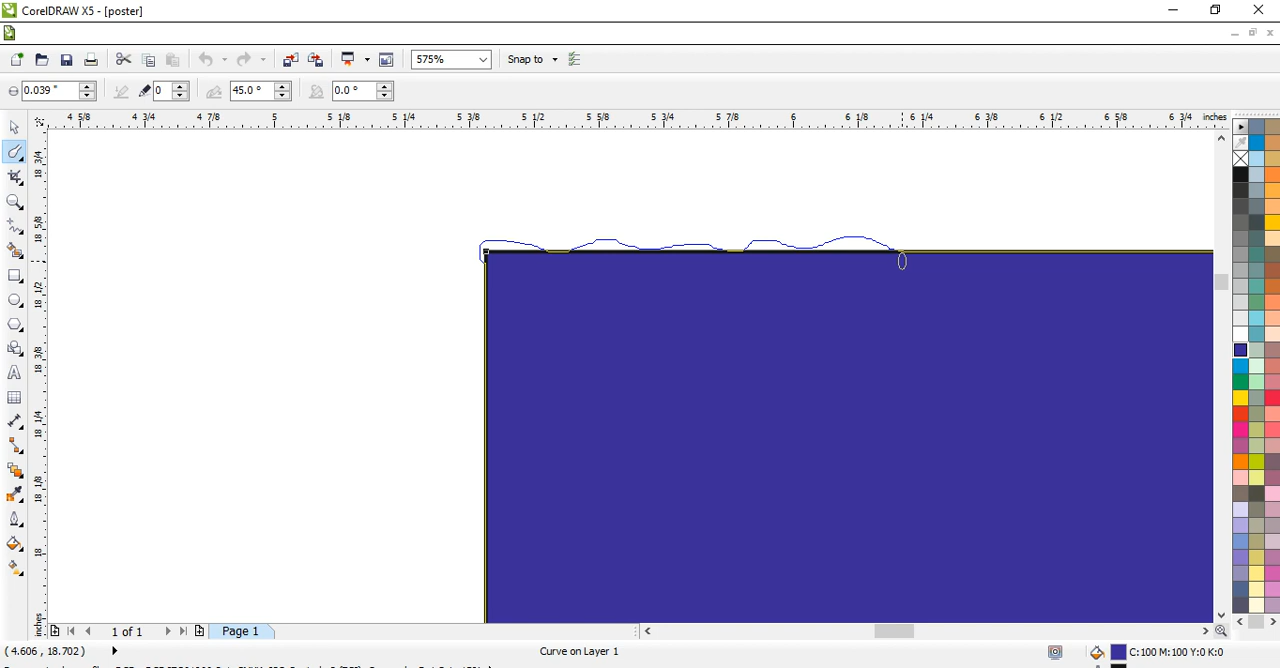 CorelDRAW X5 - [poster]
575% Snap to
0.039 " 0 45.0 ° 0.0 °
4 5/8 4 3/4 4 7/8 5 5 1/8 5 1/4 5 3/8 5 1/2 5 5/8 5 3/4 5 7/8 6 6 1/8 6 1/4 6 3/8 6 1/2 6 5/8 6 3/4 inches
18 3/4
18 5/8
18 1/2
18 3/8
18 1/4
18 1/8
18
inches
1 of 1 Page 1
( 4.606 , 18.702 ) Curve on Layer 1 C:100 M:100 Y:0 K:0